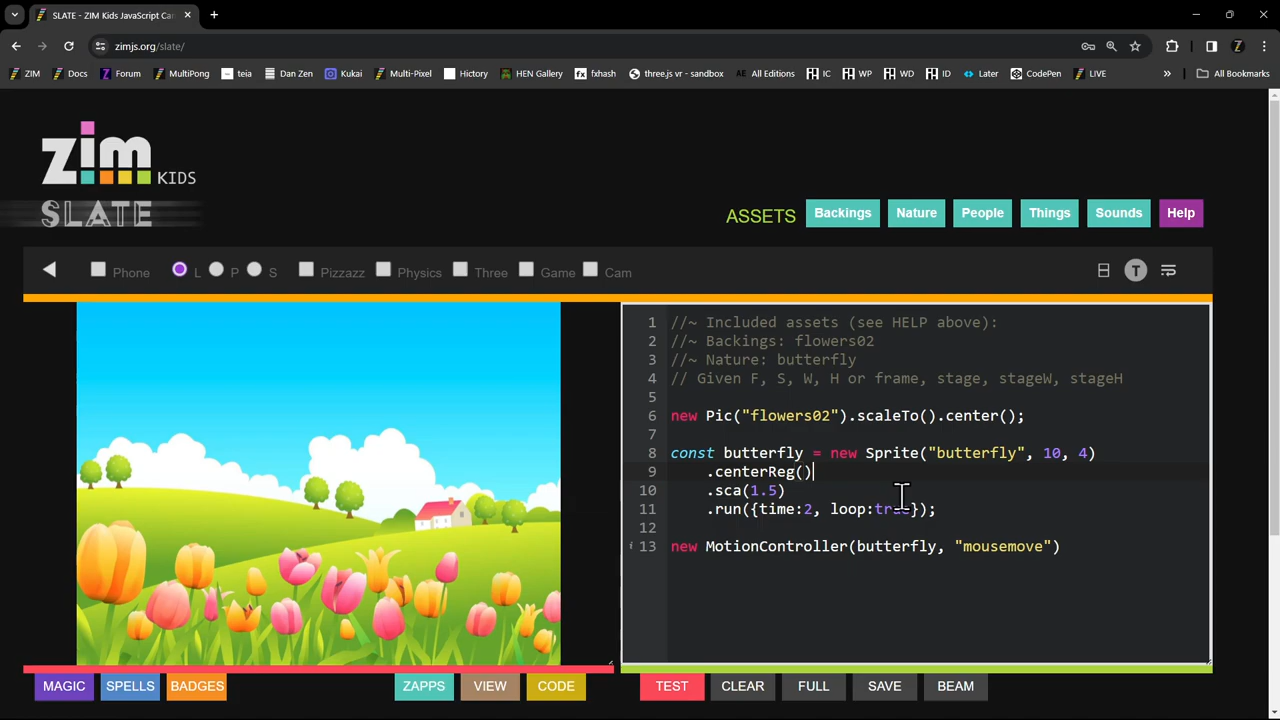 SLATE - ZIM Kids JavaScript Car
zimjs.org/slate/
ZIM Docs Forum MultiPong teia Dan Zen Kukai Multi-Pixel Hictory HEN Gallery fxhash three.js vr - sandbox All Editions IC WP WD ID Later CodePen LIVE » All Bookmarks
zim KIDS
SLATE
ASSETS Backings Nature People Things Sounds Help
Phone L P S Pizzazz Physics Three Game Cam T
1 //~ Included assets (see HELP above):
2 //~ Backings: flowers02
3 //~ Nature: butterfly
4 // Given F, S, W, H or frame, stage, stageW, stageH
5
6 new Pic("flowers02").scaleTo().center();
7
8 const butterfly = new Sprite("butterfly", 10, 4)
9 .centerReg()
10 .sca(1.5)
11 .run({time:2, loop:true});
12
13 new MotionController(butterfly, "mousemove")
MAGIC SPELLS BADGES ZAPPS VIEW CODE TEST CLEAR FULL SAVE BEAM